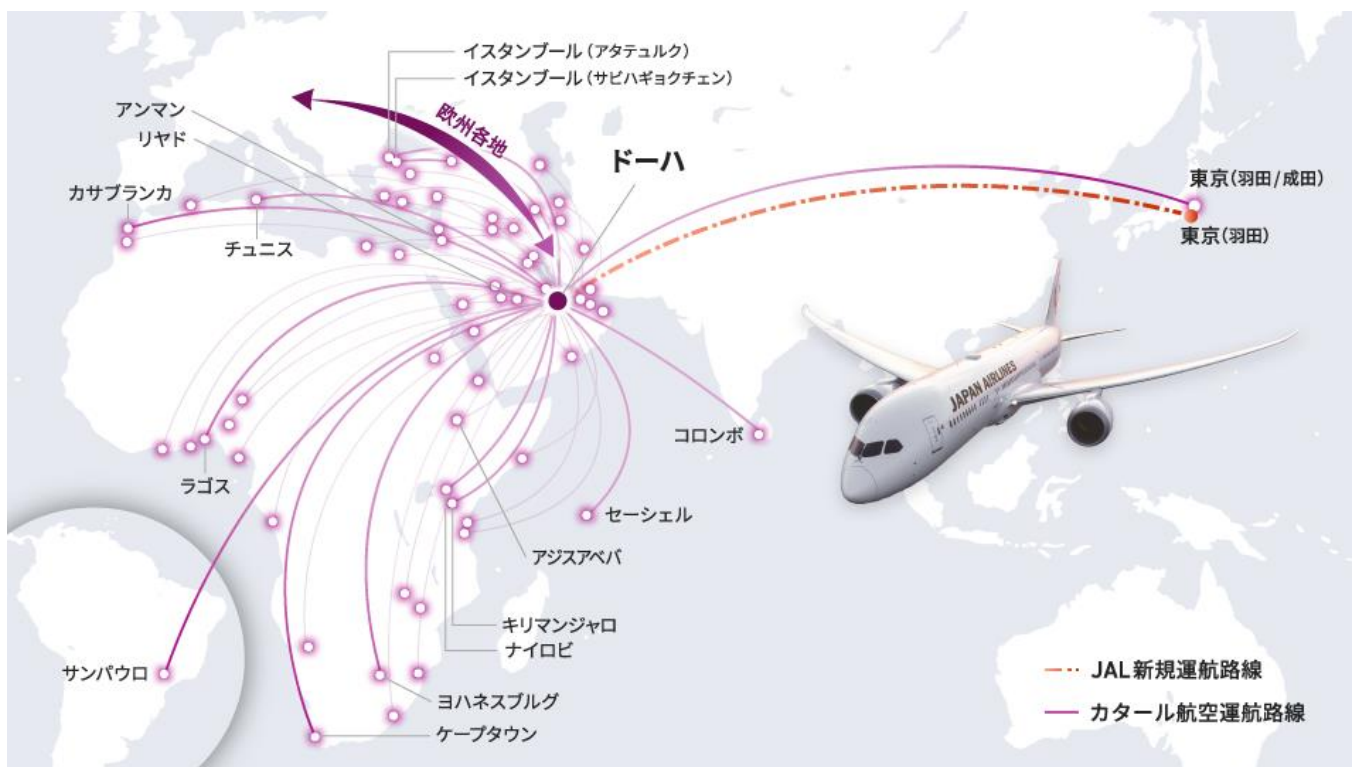 イスタンブール（アタテュルク）
イスタンブール（サビハギョクチェン）
アンマン
リヤド
欧州各地
ドーハ
カサブランカ
東京（羽田/成田）
チュニス
東京（羽田）
JAPAN AIRLINES
コロンボ
ラゴス
セーシェル
アジスアベバ
キリマンジャロ
ナイロビ
サンパウロ
ヨハネスブルグ
ケープタウン
JAL新規運航路線
カタール航空運航路線